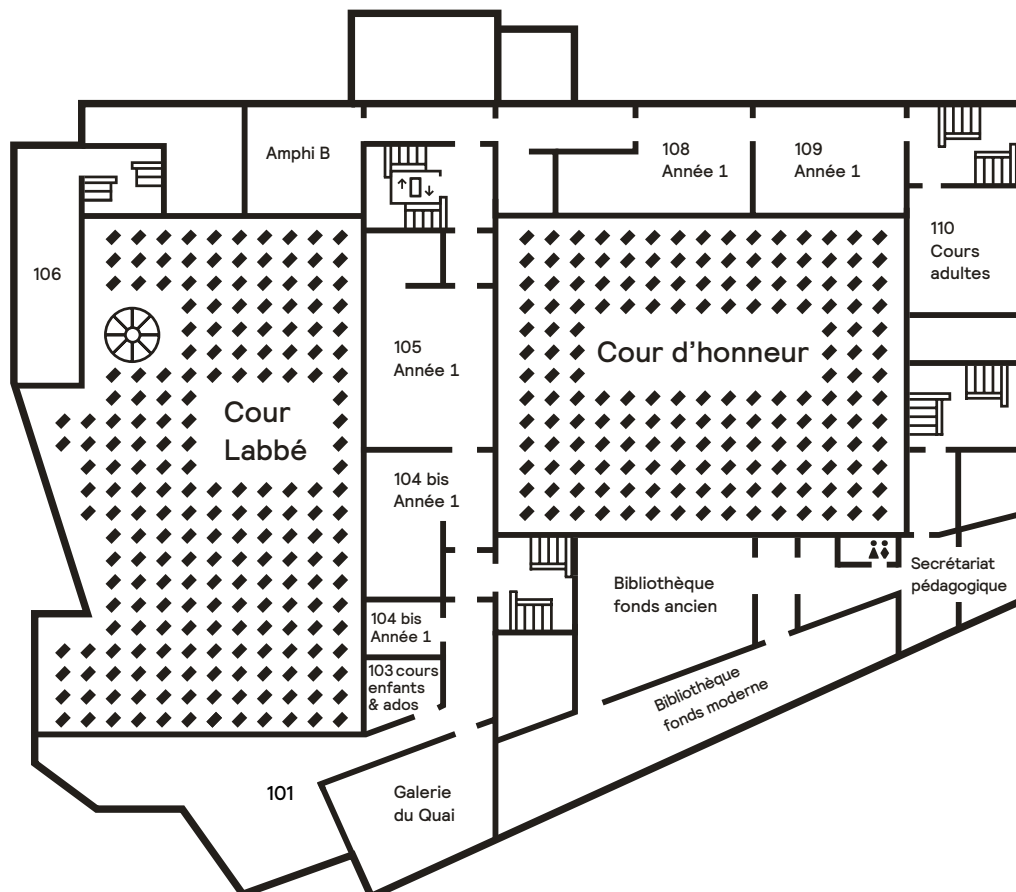 Amphi B
108
Année 1
109
Année 1
110
Cours
adultes
106
105
Année 1
Cour d’honneur
Cour
Labbé
104 bis
Année 1
Bibliothèque
fonds ancien
Secrétariat
pédagogique
104 bis
Année 1
103 cours
enfants
& ados
Bibliothèque
fonds moderne
101
Galerie
du Quai